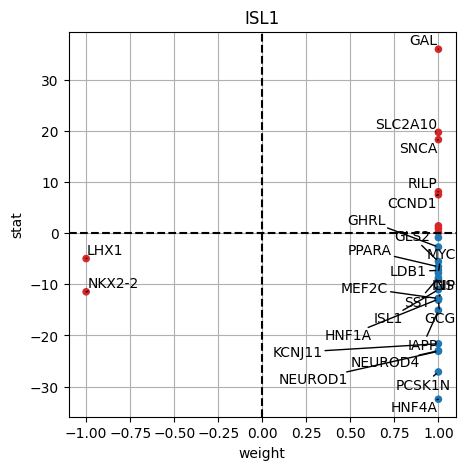 ISL1
GAL
SLC2A10
SNCA
RILP
CCND1
GHRL
GLS2
MYC
PPARA
LDB1
LHX1
NKX2-2
MEF2C
SST
ISL1
GCG
HNF1A
IAPP
KCNJ11
NEUROD4
NEUROD1
PCSK1N
HNF4A
30
20
10
0
−10
−20
−30
stat
−1.00 −0.75 −0.50 −0.25 0.00 0.25 0.50 0.75 1.00
weight